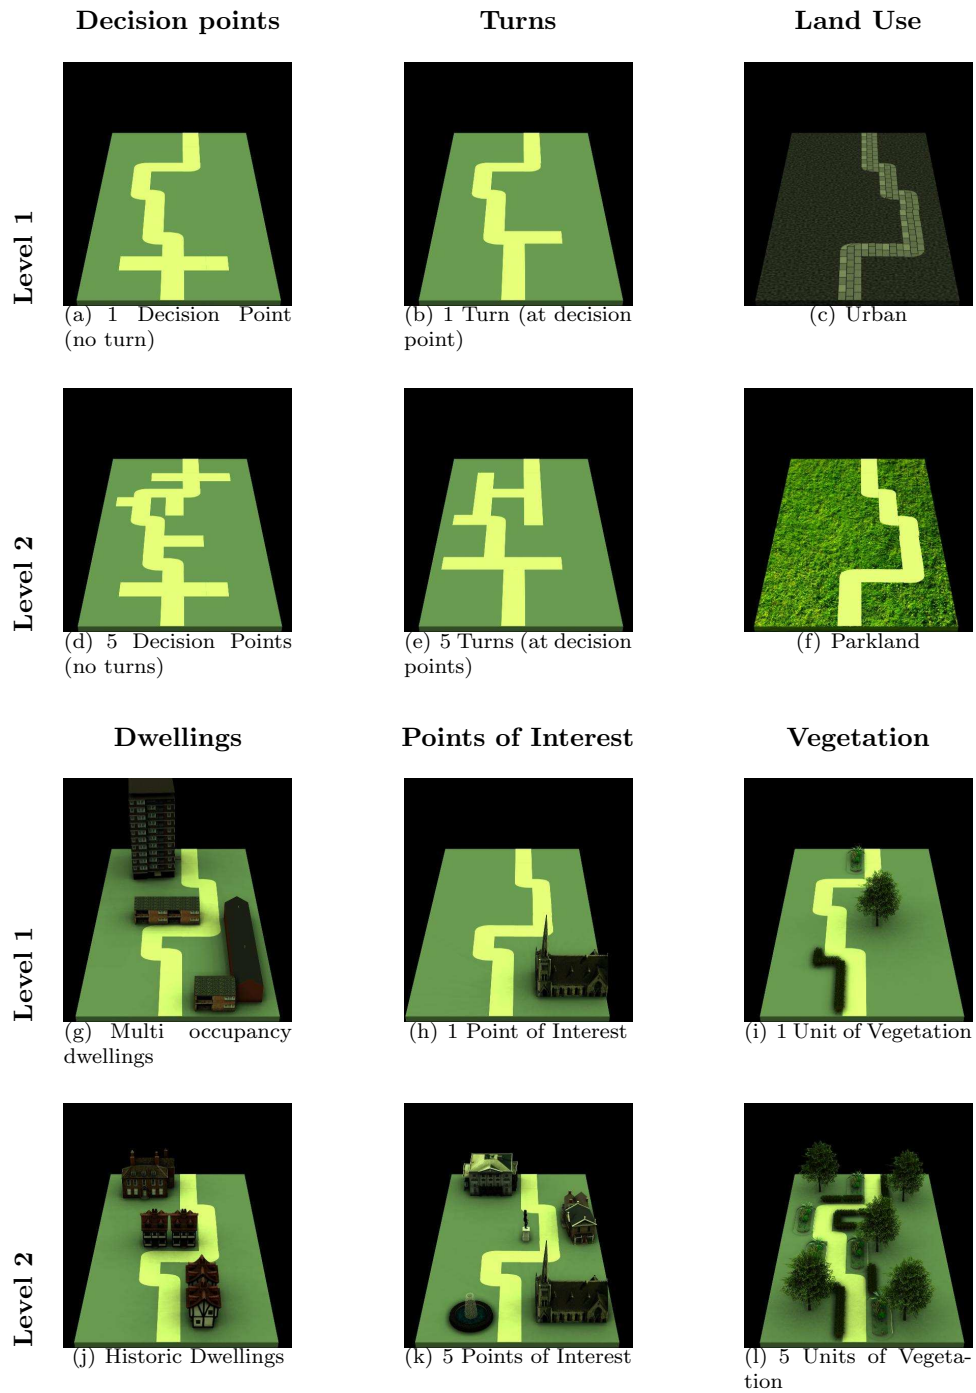 Decision points Turns Land Use
Level 1
(a) 1 Decision Point (no turn)
(b) 1 Turn (at decision point)
(c) Urban
Level 2
(d) 5 Decision Points (no turns)
(e) 5 Turns (at decision points)
(f) Parkland
Dwellings Points of Interest Vegetation
Level 1
(g) Multi occupancy dwellings
(h) 1 Point of Interest
(i) 1 Unit of Vegetation
Level 2
(j) Historic Dwellings
(k) 5 Points of Interest
(l) 5 Units of Vegeta-
tion